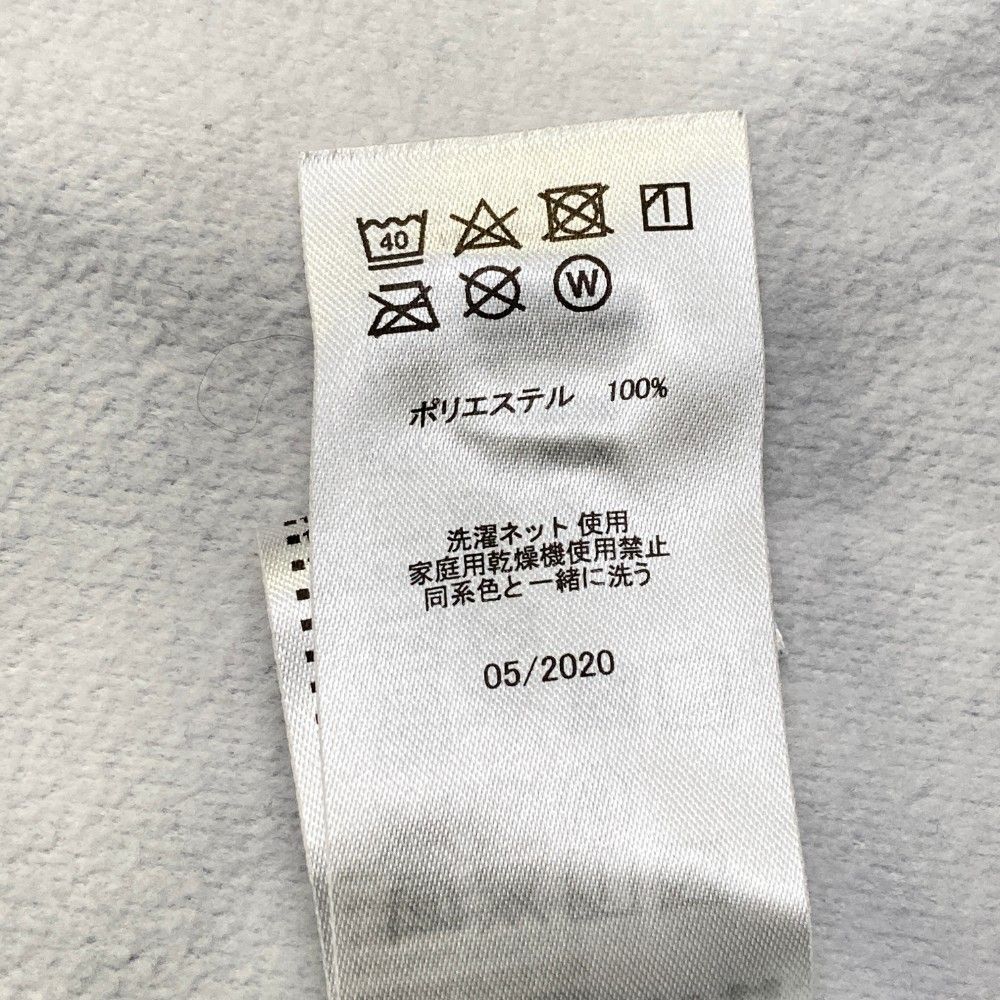 40
W
ポリエステル 100%
洗濯ネット 使用
家庭用乾燥機使用禁止
同系色と一緒に洗う
05/2020